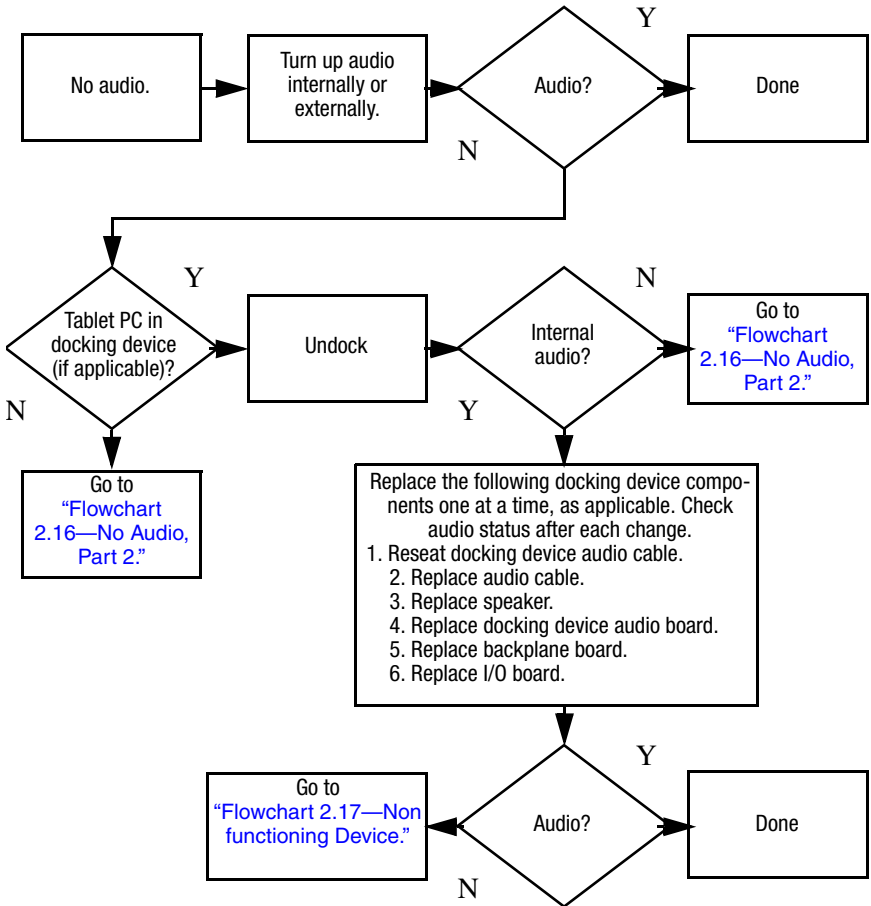 No audio.
Turn up audio
internally or
externally.
Audio?
Y
N
Done
Tablet PC in
docking device
(if applicable)?
Y
N
Undock
Internal
audio?
N
Y
Go to
“Flowchart
2.16—No Audio,
Part 2.”
Go to
“Flowchart
2.16—No Audio,
Part 2.”
Replace the following docking device compo-
nents one at a time, as applicable. Check
audio status after each change.
1. Reseat docking device audio cable.
2. Replace audio cable.
3. Replace speaker.
4. Replace docking device audio board.
5. Replace backplane board.
6. Replace I/O board.
Audio?
Y
N
Done
Go to
“Flowchart 2.17—Non
functioning Device.”